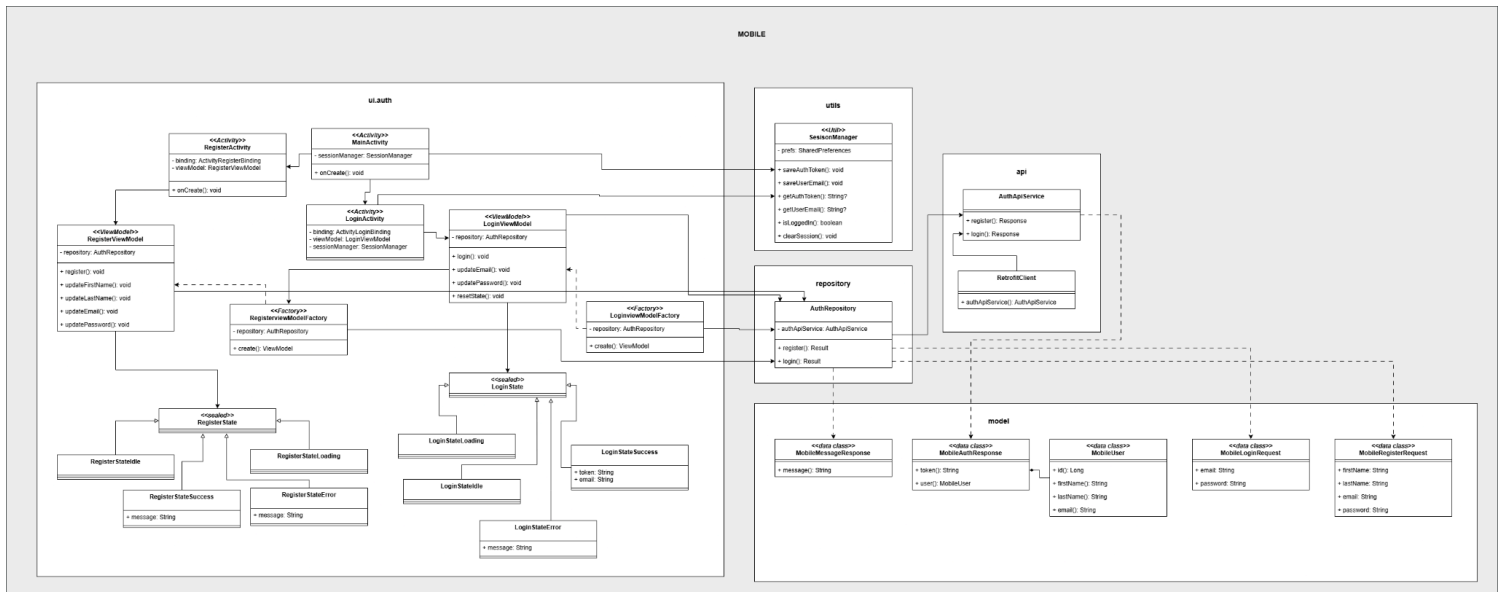 MOBILE
ui.auth
<<Activity>>
RegisterActivity
- binding: ActivityRegisterBinding
- viewModel: RegisterViewModel
+ onCreate(): void
<<Activity>>
MainActivity
- sessionManager: SessionManager
+ onCreate(): void
<<Activity>>
LoginActivity
- binding: ActivityLoginBinding
- viewModel: LoginViewModel
- sessionManager: SessionManager
<<ViewModel>>
LoginViewModel
- repository: AuthRepository
+ login(): void
+ updateEmail(): void
+ updatePassword(): void
+ resetState(): void
<<ViewModel>>
RegisterViewModel
- repository: AuthRepository
+ register(): void
+ updateFirstName(): void
+ updateLastName(): void
+ updateEmail(): void
+ updatePassword(): void
<<Factory>>
RegisterviewModelFactory
- repository: AuthRepository
+ create(): ViewModel
<<Factory>>
LoginviewModelFactory
- repository: AuthRepository
+ create(): ViewModel
<<sealed>>
LoginState
<<sealed>>
RegisterState
RegisterStateIdle
RegisterStateLoading
RegisterStateSuccess
+ message: String
RegisterStateError
+ message: String
LoginStateLoading
LoginStateIdle
LoginStateSuccess
+ token: String
+ email: String
LoginStateError
+ message: String
utils
<<Util>>
SesisonManager
- prefs: SharedPreferences
+ saveAuthToken(): void
+ saveUserEmail(): void
+ getAuthToken(): String?
+ getUserEmail(): String?
+ isLoggedIn(): boolean
+ clearSession(): void
repository
AuthRepository
- authApiService: AuthApiService
+ register(): Result
+ login(): Result
api
AuthApiService
+ register(): Response
+ login(): Response
RetrofitClient
+ authApiService(): AuthApiService
model
<<data class>>
MobileMessageResponse
+ message(): String
<<data class>>
MobileAuthResponse
+ token(): String
+ user(): MobileUser
<<data class>>
MobileUser
+ id(): Long
+ firstName(): String
+ lastName(): String
+ email(): String
<<data class>>
MobileLoginRequest
+ email: String
+ password: String
<<data class>>
MobileRegisterRequest
+ firstName: String
+ lastName: String
+ email: String
+ password: String